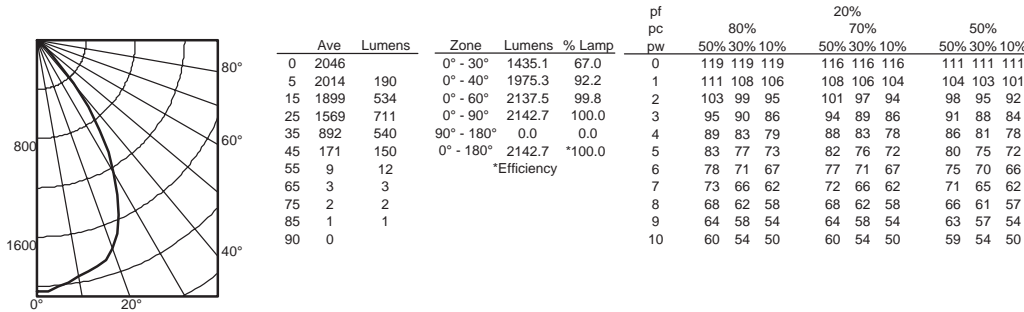 80°
60°
40°
800
1600
0°
20°
Ave Lumens
0 2046
5 2014 190
15 1899 534
25 1569 711
35 892 540
45 171 150
55 9 12
65 3 3
75 2 2
85 1 1
90 0
Zone Lumens % Lamp
0° - 30° 1435.1 67.0
0° - 40° 1975.3 92.2
0° - 60° 2137.5 99.8
0° - 90° 2142.7 100.0
90° - 180° 0.0 0.0
0° - 180° 2142.7 *100.0
*Efficiency
pf 20%
pc 80% 70% 50%
pw 50% 30% 10% 50% 30% 10% 50% 30% 10%
0 119 119 119 116 116 116 111 111 111
1 111 108 106 108 106 104 104 103 101
2 103 99 95 101 97 94 98 95 92
3 95 90 86 94 89 86 91 88 84
4 89 83 79 88 83 78 86 81 78
5 83 77 73 82 76 72 80 75 72
6 78 71 67 77 71 67 75 70 66
7 73 66 62 72 66 62 71 65 62
8 68 62 58 68 62 58 66 61 57
9 64 58 54 64 58 54 63 57 54
10 60 54 50 60 54 50 59 54 50